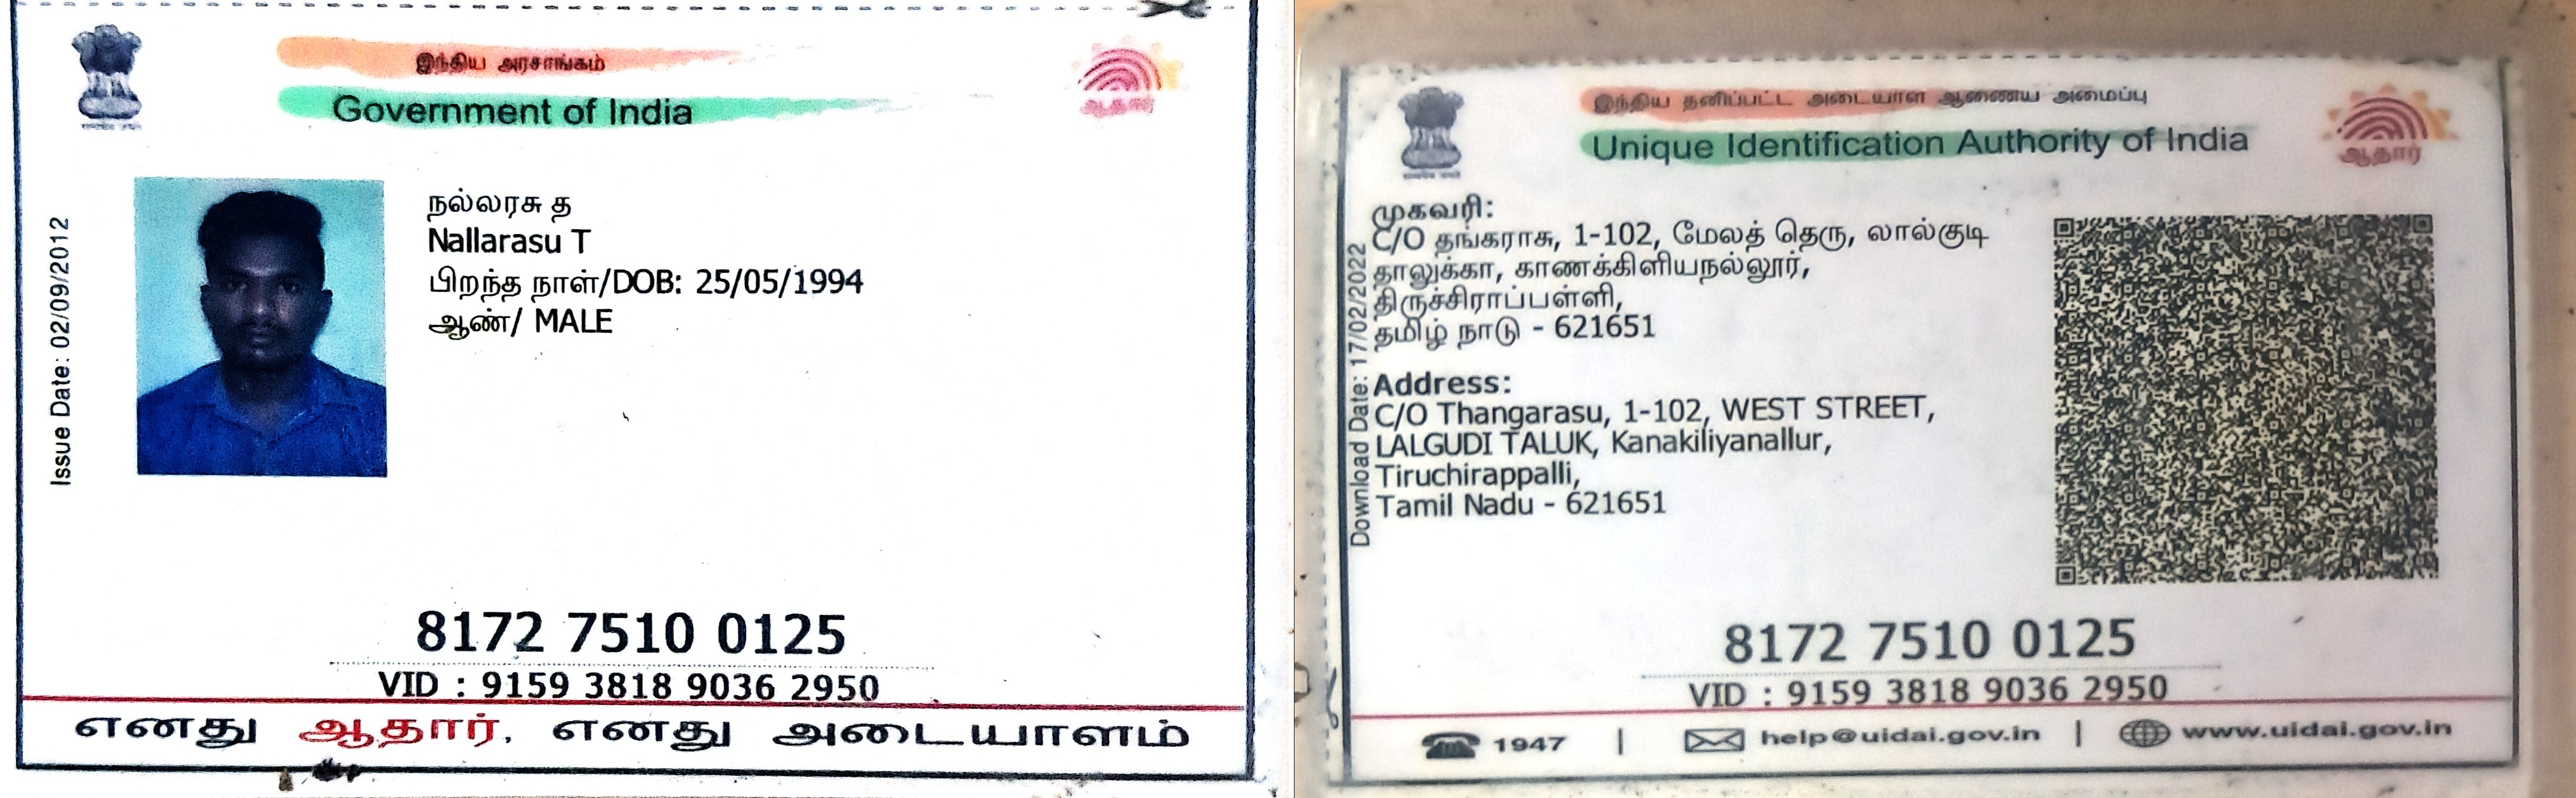 இந்திய அரசாங்கம்
Government of India
ஆதார்
Issue Date: 02/09/2012
நல்லரசு த
Nallarasu T
பிறந்த நாள்/DOB: 25/05/1994
ஆண்/ MALE
8172 7510 0125
VID : 9159 3818 9036 2950
எனது ஆதார், எனது அடையாளம்
இந்திய தனிப்பட்ட அடையாள ஆணைய அமைப்பு
Unique Identification Authority of India
ஆதார்
Download Date: 17/02/2022
முகவரி:
C/O தங்கராசு, 1-102, மேலத் தெரு, லால்குடி
தாலுக்கா, காணக்கிளியநல்லூர்,
திருச்சிராப்பள்ளி,
தமிழ் நாடு - 621651
Address:
C/O Thangarasu, 1-102, WEST STREET,
LALGUDI TALUK, Kanakiliyanallur,
Tiruchirappalli,
Tamil Nadu - 621651
8172 7510 0125
VID : 9159 3818 9036 2950
1947 | help@uidai.gov.in | www.uidai.gov.in